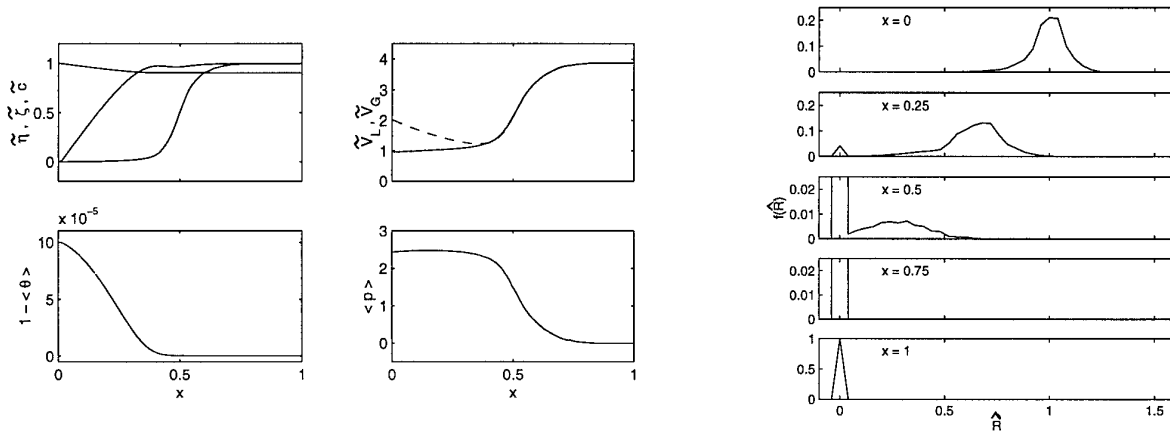 1
0.5
0
η̃ , ζ̃ , c̃
0 0.5 1
4
3
2
1
0
Ṽ_L, Ṽ_G
0 0.5 1
x 10⁻⁵
10
5
0
1 − <θ>
0 0.5 1
x
3
2
1
0
< p >
0 0.5 1
x
0.2
0.1
0
x = 0
0.2
0.1
0
x = 0.25
0.02
0.01
0
x = 0.5
f(R̂)
0.02
0.01
0
x = 0.75
1
0.5
0
x = 1
0 0.5 1 1.5
R̂